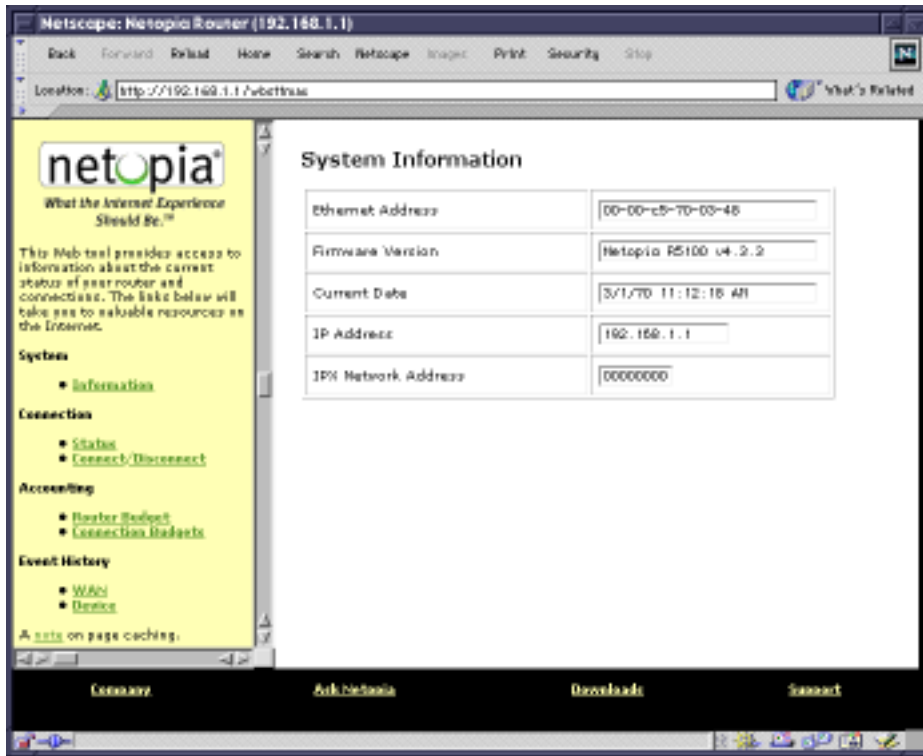 Netscape: Netopia Router (192.168.1.1)
Back Forward Reload Home Search Netscape Images Print Security Stop
N
Location: http://192.168.1.1/
What's Related
netopia®
What the Internet Experience
Should Be.™
This Web tool provides access to
information about the current
status of your router and
connections. The links below will
take you to valuable resources on
the Internet.
System
Information
Connection
Status
Connect/Disconnect
Accounting
Router Budget
Connection Budgets
Event History
WAN
Device
A note on page caching.
System Information
Ethernet Address 00-00-c5-70-03-48
Firmware Version Netopia R5100 v4.3.2
Current Date 3/1/70 11:12:18 AM
IP Address 192.168.1.1
IPX Network Address 00000000
Company Ask Netopia Downloads Support